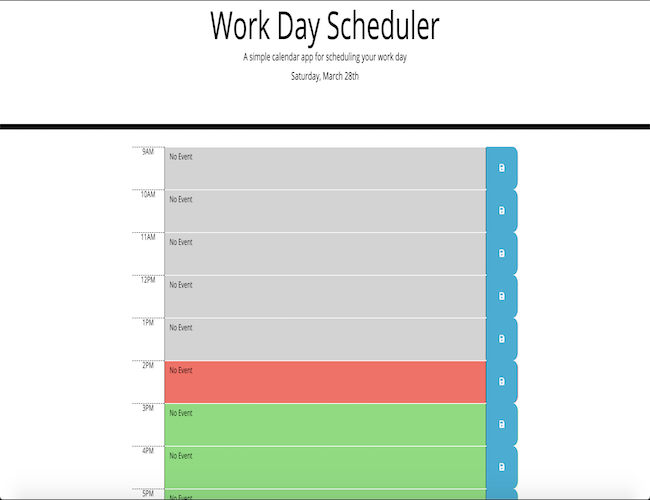 Work Day Scheduler
A simple calendar app for scheduling your work day
Saturday, March 28th
9AM No Event
10AM No Event
11AM No Event
12PM No Event
1PM No Event
2PM No Event
3PM No Event
4PM No Event
5PM No Event